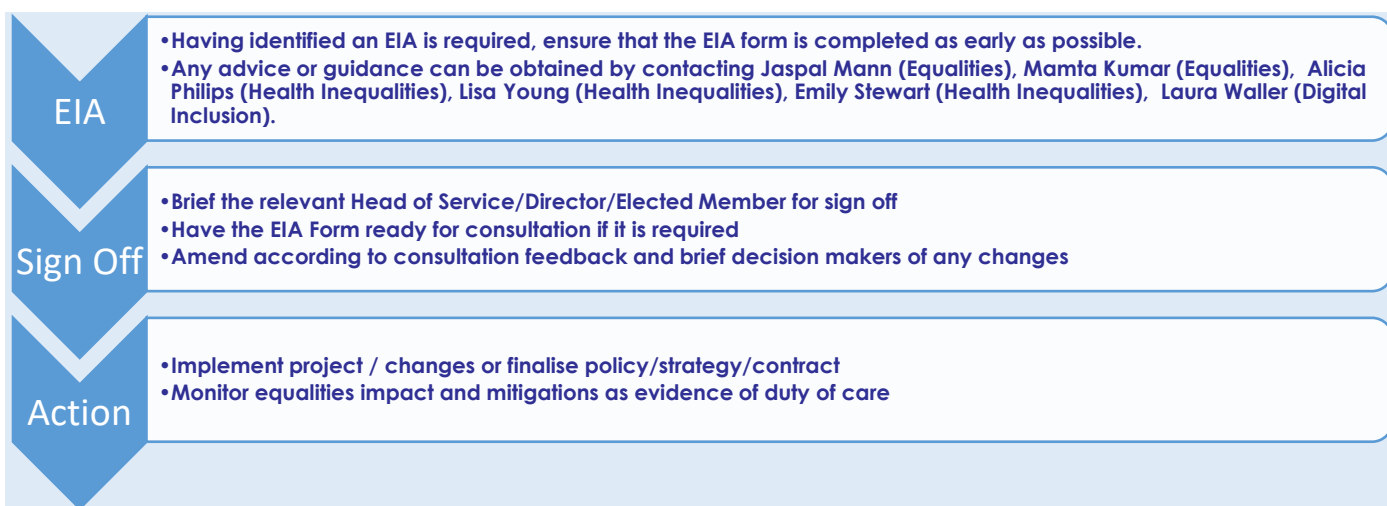 EIA
•Having identified an EIA is required, ensure that the EIA form is completed as early as possible.
•Any advice or guidance can be obtained by contacting Jaspal Mann (Equalities), Mamta Kumar (Equalities), Alicia
Philips (Health Inequalities), Lisa Young (Health Inequalities), Emily Stewart (Health Inequalities), Laura Waller (Digital
Inclusion).
Sign Off
•Brief the relevant Head of Service/Director/Elected Member for sign off
•Have the EIA Form ready for consultation if it is required
•Amend according to consultation feedback and brief decision makers of any changes
Action
•Implement project / changes or finalise policy/strategy/contract
•Monitor equalities impact and mitigations as evidence of duty of care